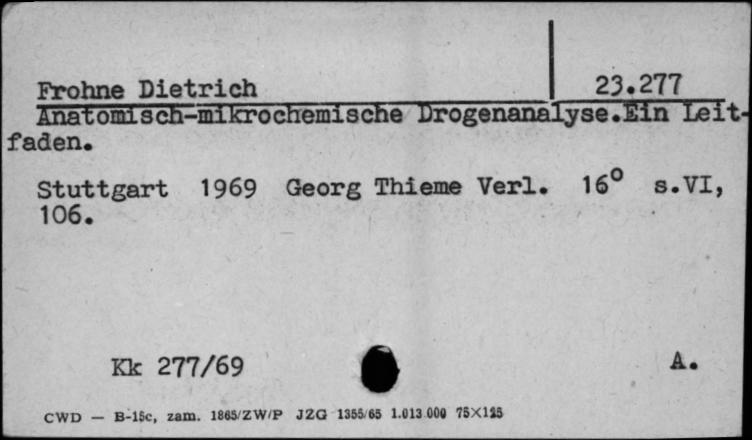 Frohne Dietrich 23.277
Anatomisch-mikrochemische Drogenanalyse.Ein Leit-
faden.
Stuttgart 1969 Georg Thieme Verl. 16° s.VI,
106.
Kk 277/69 A.
CWD — B-15c, zam. 1865/ZW/P JZG 1355/65 1.013.000 75×125